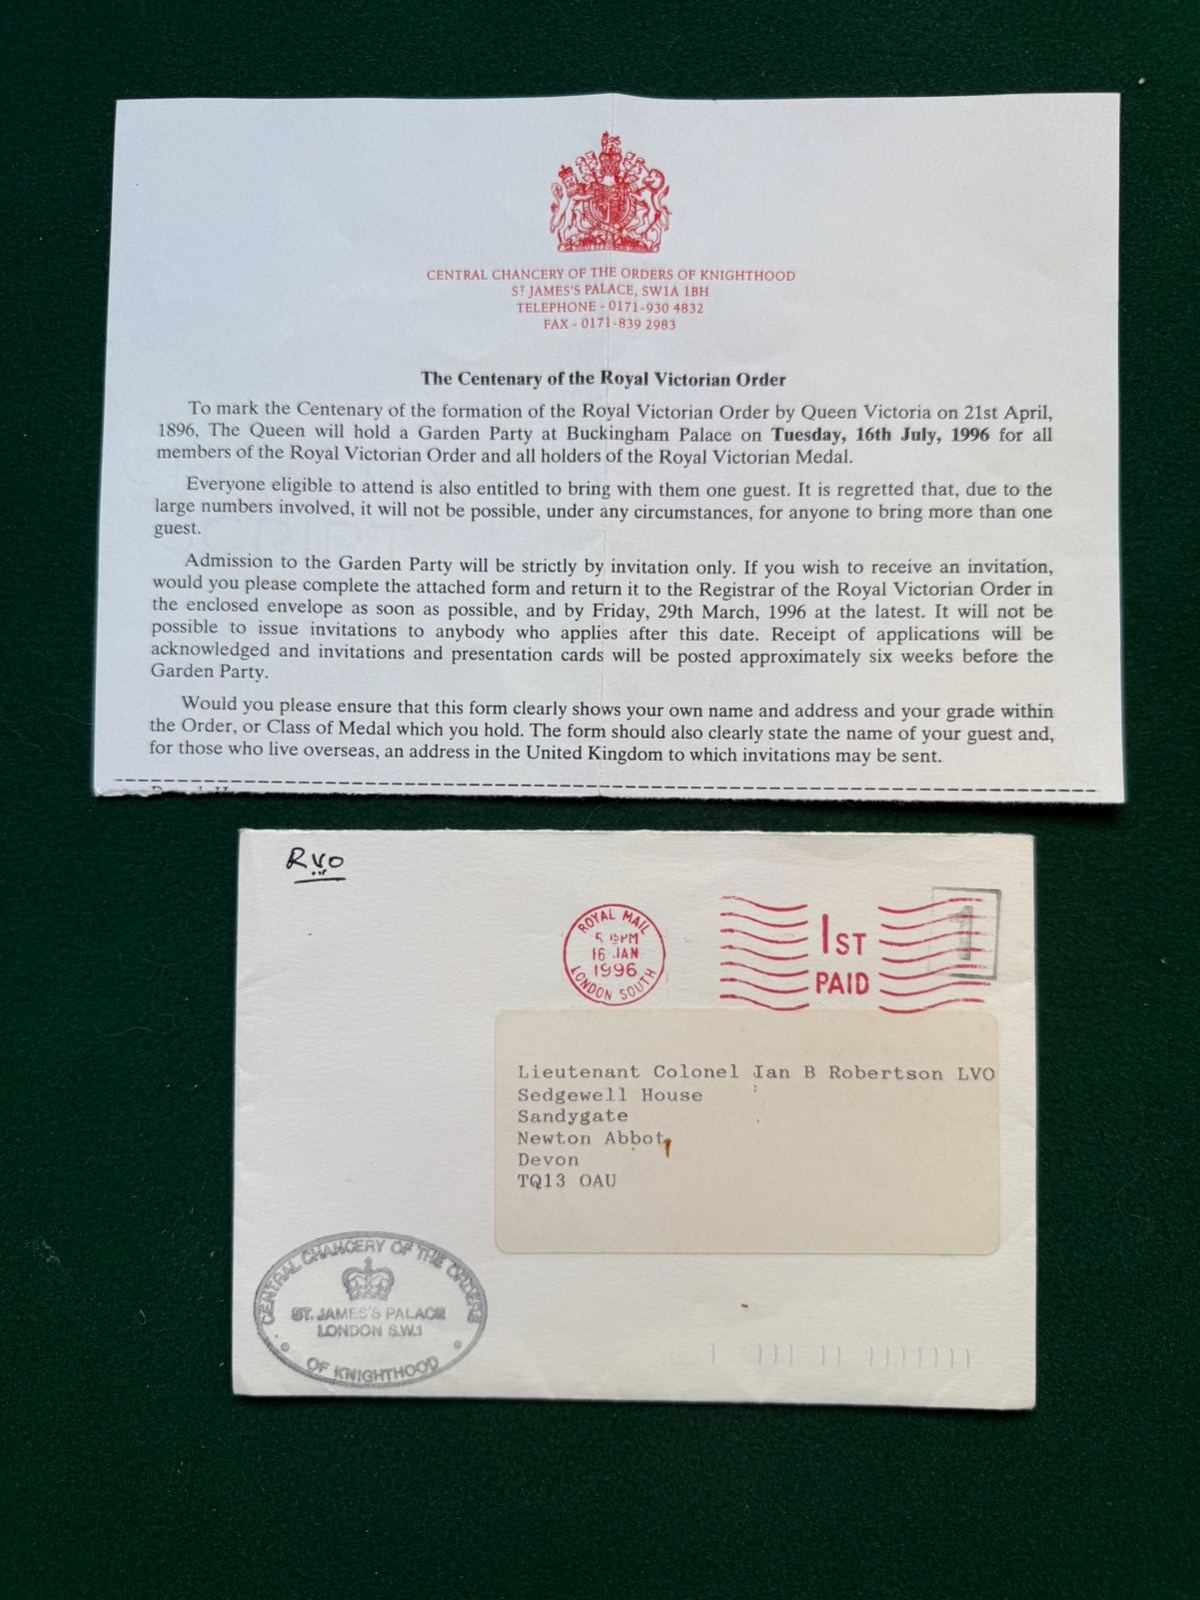 CENTRAL CHANCERY OF THE ORDERS OF KNIGHTHOOD
ST JAMES'S PALACE, SW1A 1BH
TELEPHONE - 0171-930 4832
FAX - 0171-839 2983
The Centenary of the Royal Victorian Order
To mark the Centenary of the formation of the Royal Victorian Order by Queen Victoria on 21st April,
1896, The Queen will hold a Garden Party at Buckingham Palace on Tuesday, 16th July, 1996 for all
members of the Royal Victorian Order and all holders of the Royal Victorian Medal.
Everyone eligible to attend is also entitled to bring with them one guest. It is regretted that, due to the
large numbers involved, it will not be possible, under any circumstances, for anyone to bring more than one
guest.
Admission to the Garden Party will be strictly by invitation only. If you wish to receive an invitation,
would you please complete the attached form and return it to the Registrar of the Royal Victorian Order in
the enclosed envelope as soon as possible, and by Friday, 29th March, 1996 at the latest. It will not be
possible to issue invitations to anybody who applies after this date. Receipt of applications will be
acknowledged and invitations and presentation cards will be posted approximately six weeks before the
Garden Party.
Would you please ensure that this form clearly shows your own name and address and your grade within
the Order, or Class of Medal which you hold. The form should also clearly state the name of your guest and,
for those who live overseas, an address in the United Kingdom to which invitations may be sent.
RVO
ROYAL MAIL
16 JAN
1996
LONDON SOUTH
1ST
PAID
1
Lieutenant Colonel Ian B Robertson LVO
Sedgewell House
Sandygate
Newton Abbot
Devon
TQ13 OAU
CENTRAL CHANCERY OF THE ORDERS
ST. JAMES'S PALACE
LONDON S.W.1
OF KNIGHTHOOD